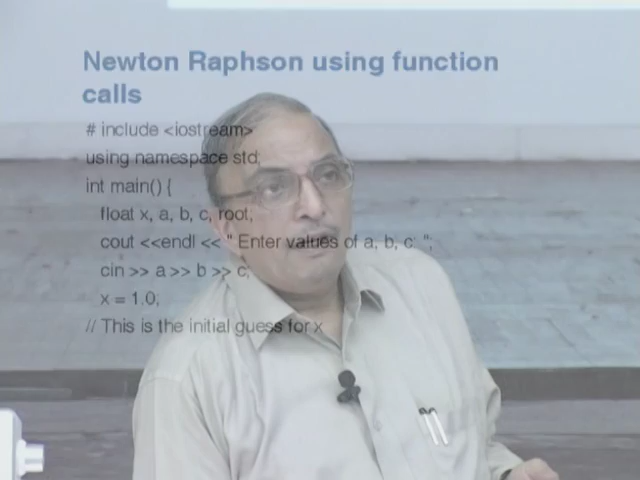 Newton Raphson using function
calls
# include <iostream>
using namespace std;
int main() {
float x, a, b, c, root;
cout <<endl << " Enter values of a, b, c: ";
cin >> a >> b >> c;
x = 1.0;
// This is the initial guess for x